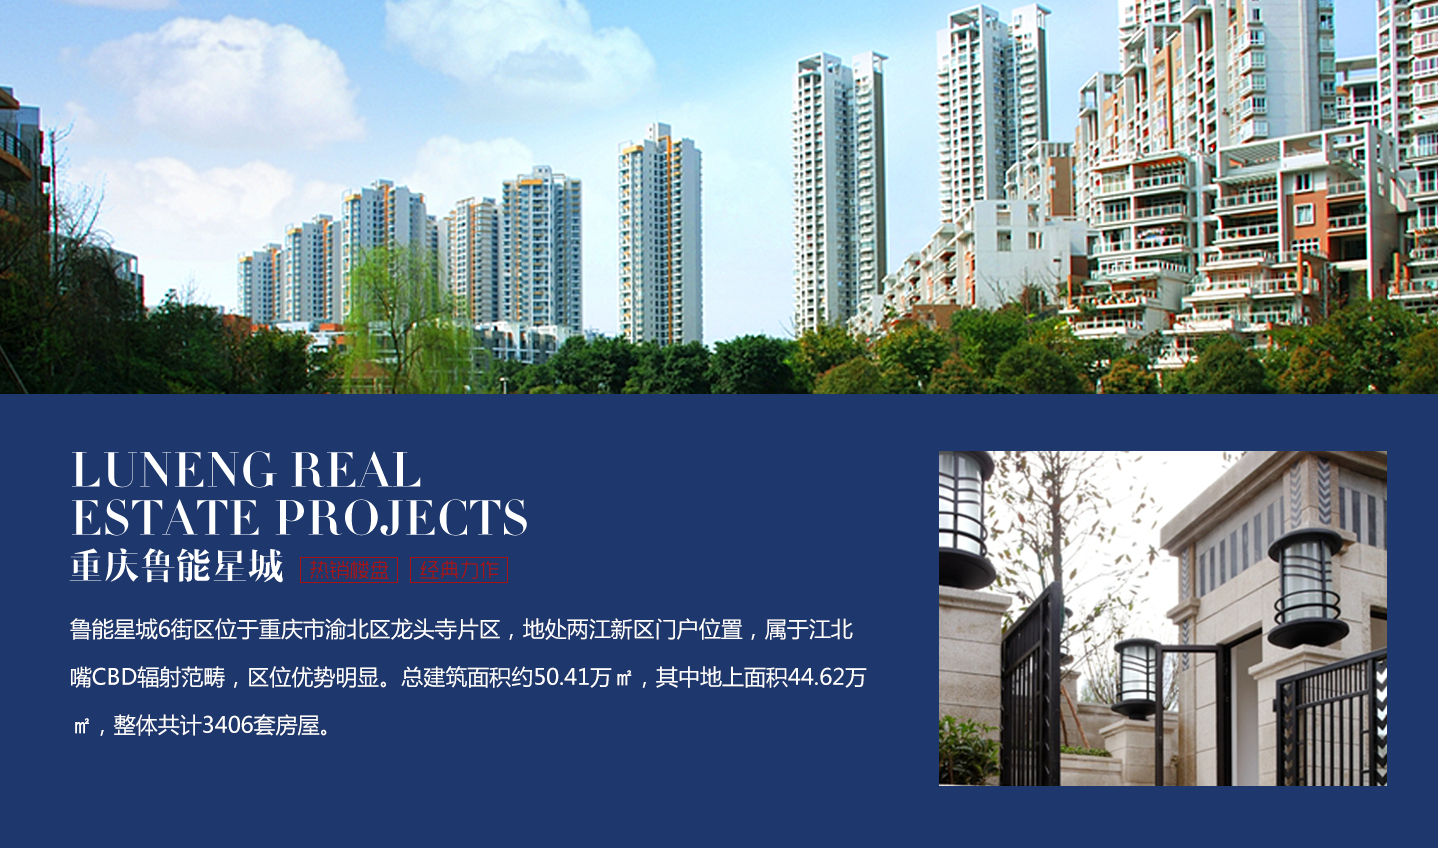 LUNENG REAL
ESTATE PROJECTS
重庆鲁能星城 热销楼盘 经典力作
鲁能星城6街区位于重庆市渝北区龙头寺片区，地处两江新区门户位置，属于江北
嘴CBD辐射范畴，区位优势明显。总建筑面积约50.41万㎡，其中地上面积44.62万
㎡，整体共计3406套房屋。